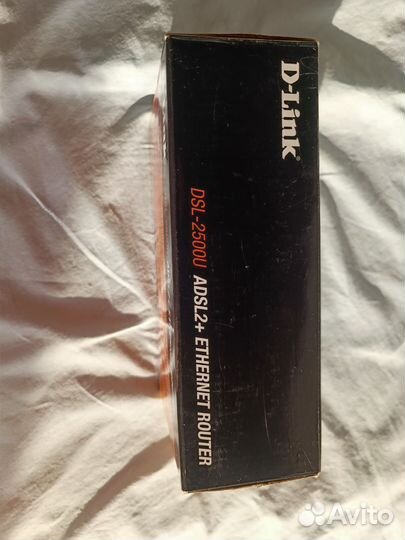 D-Link
DSL-2500U ADSL2+ ETHERNET ROUTER
Avito